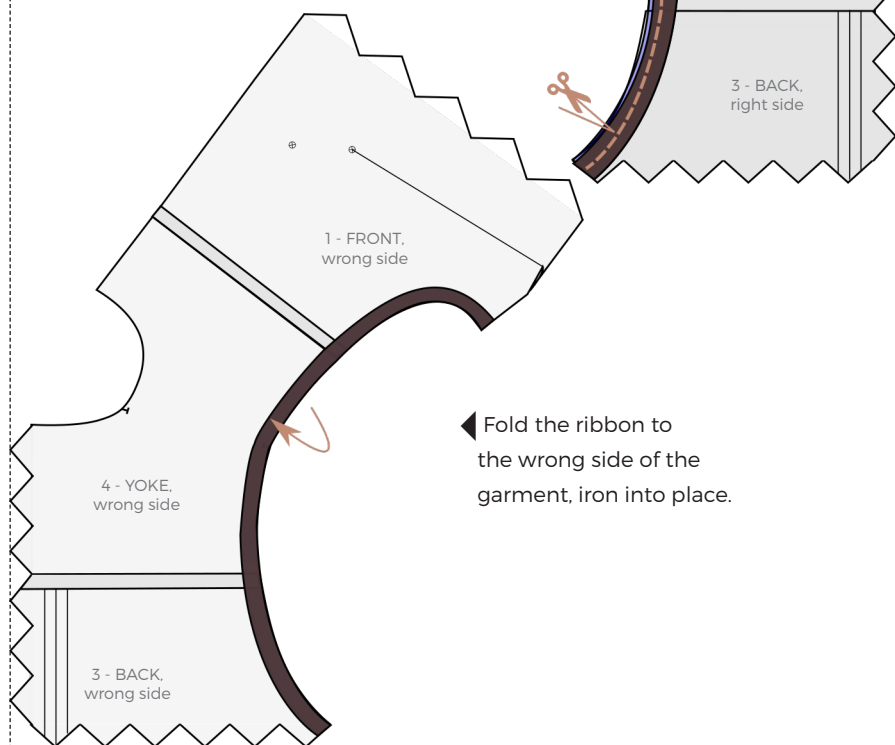 3 - BACK,
right side
1 - FRONT,
wrong side
Fold the ribbon to
the wrong side of the
garment, iron into place.
4 - YOKE,
wrong side
3 - BACK,
wrong side